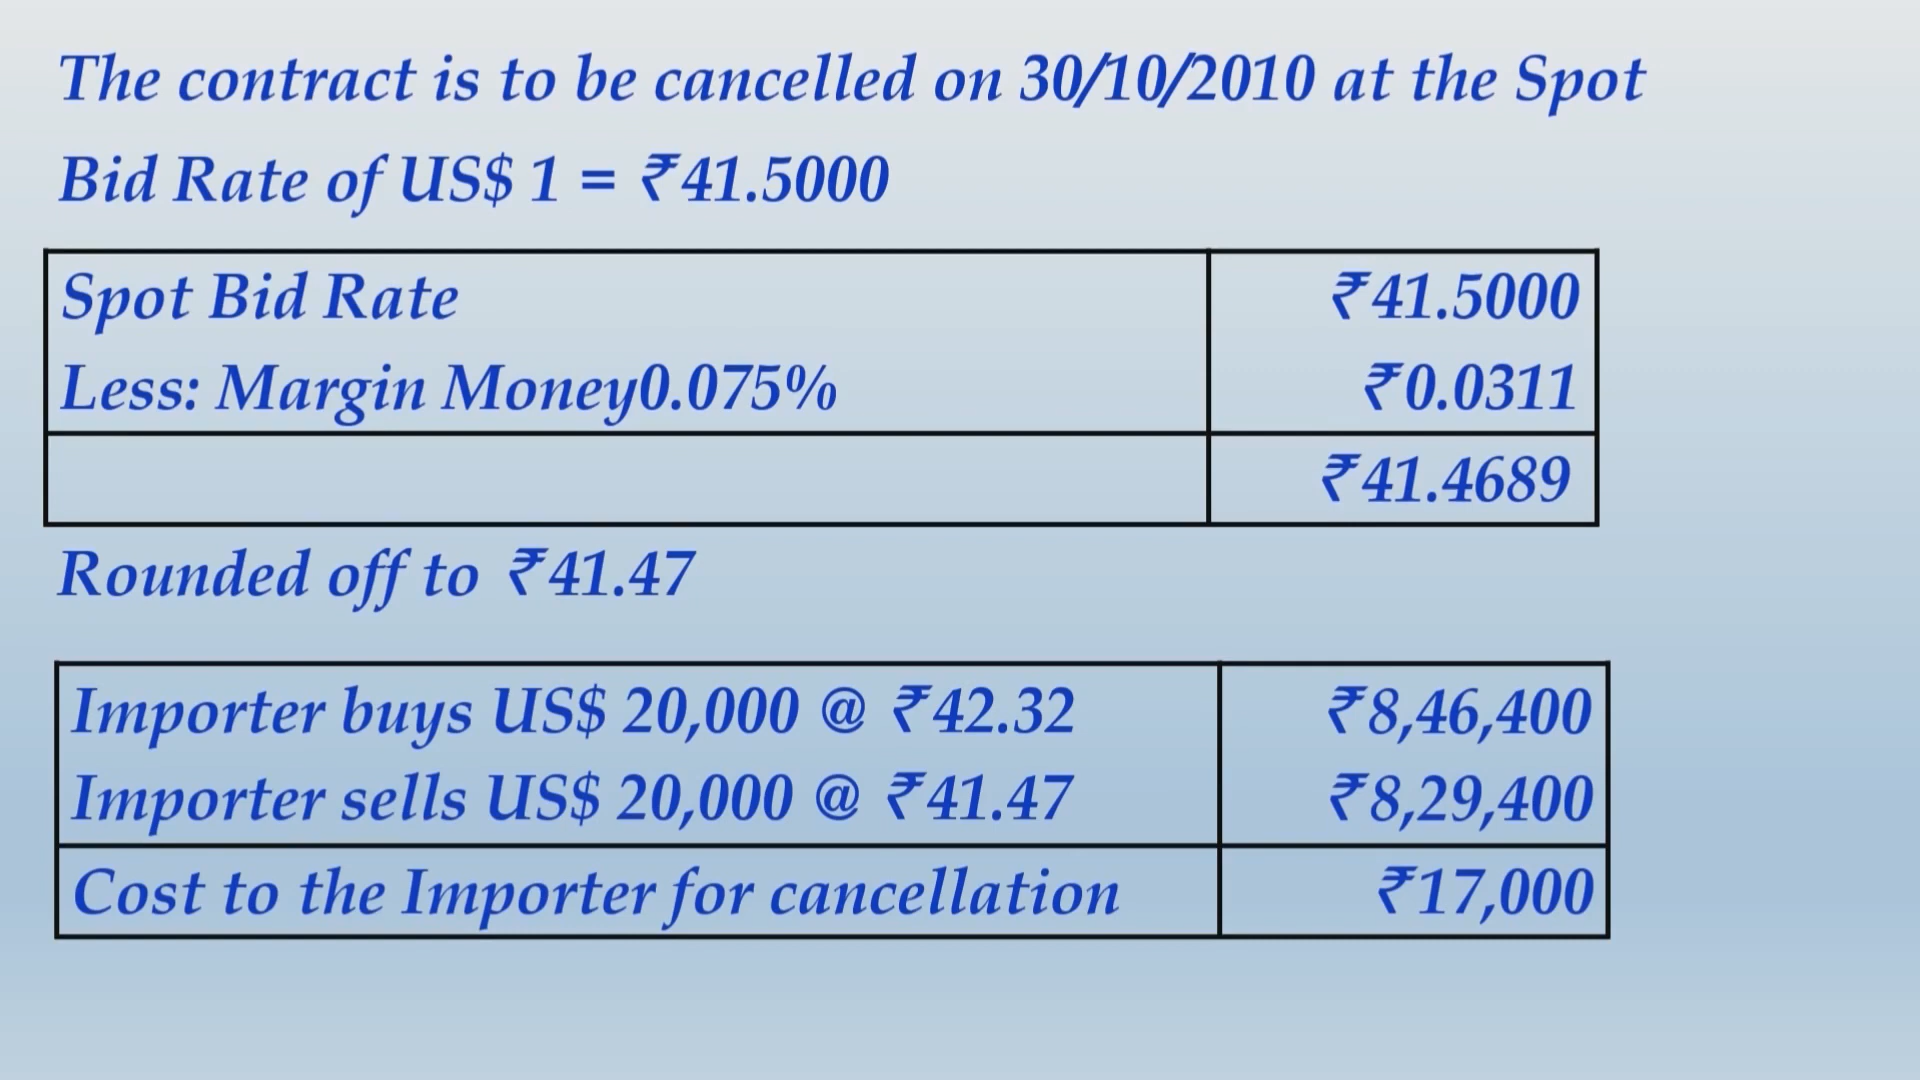 The contract is to be cancelled on 30/10/2010 at the Spot
Bid Rate of US$ 1 = ₹41.5000
Spot Bid Rate ₹41.5000
Less: Margin Money0.075% ₹0.0311
₹41.4689
Rounded off to ₹41.47
Importer buys US$ 20,000 @ ₹42.32 ₹8,46,400
Importer sells US$ 20,000 @ ₹41.47 ₹8,29,400
Cost to the Importer for cancellation ₹17,000